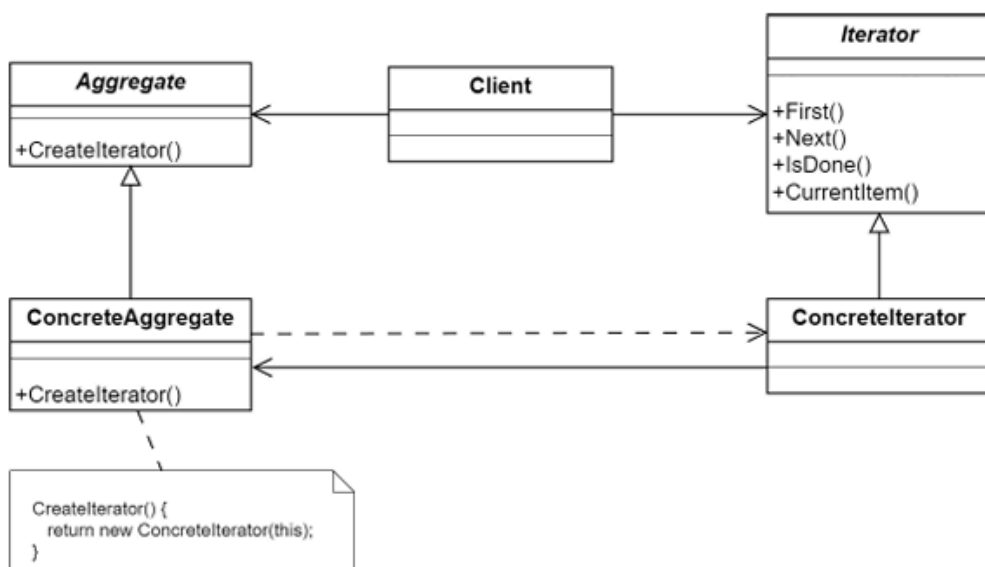 Aggregate
+CreateIterator()
Client
Iterator
+First()
+Next()
+IsDone()
+CurrentItem()
ConcreteAggregate
+CreateIterator()
ConcreteIterator
CreateIterator() {
return new ConcreteIterator(this);
}